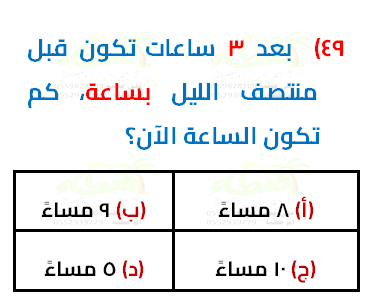 ٤٩) بعد ٣ ساعات تكون قبل
منتصف الليل بساعة، كم
تكون الساعة الآن؟
(أ) ٨ مساءً (ب) ٩ مساءً
(ج) ١٠ مساءً (د) ٥ مساءً